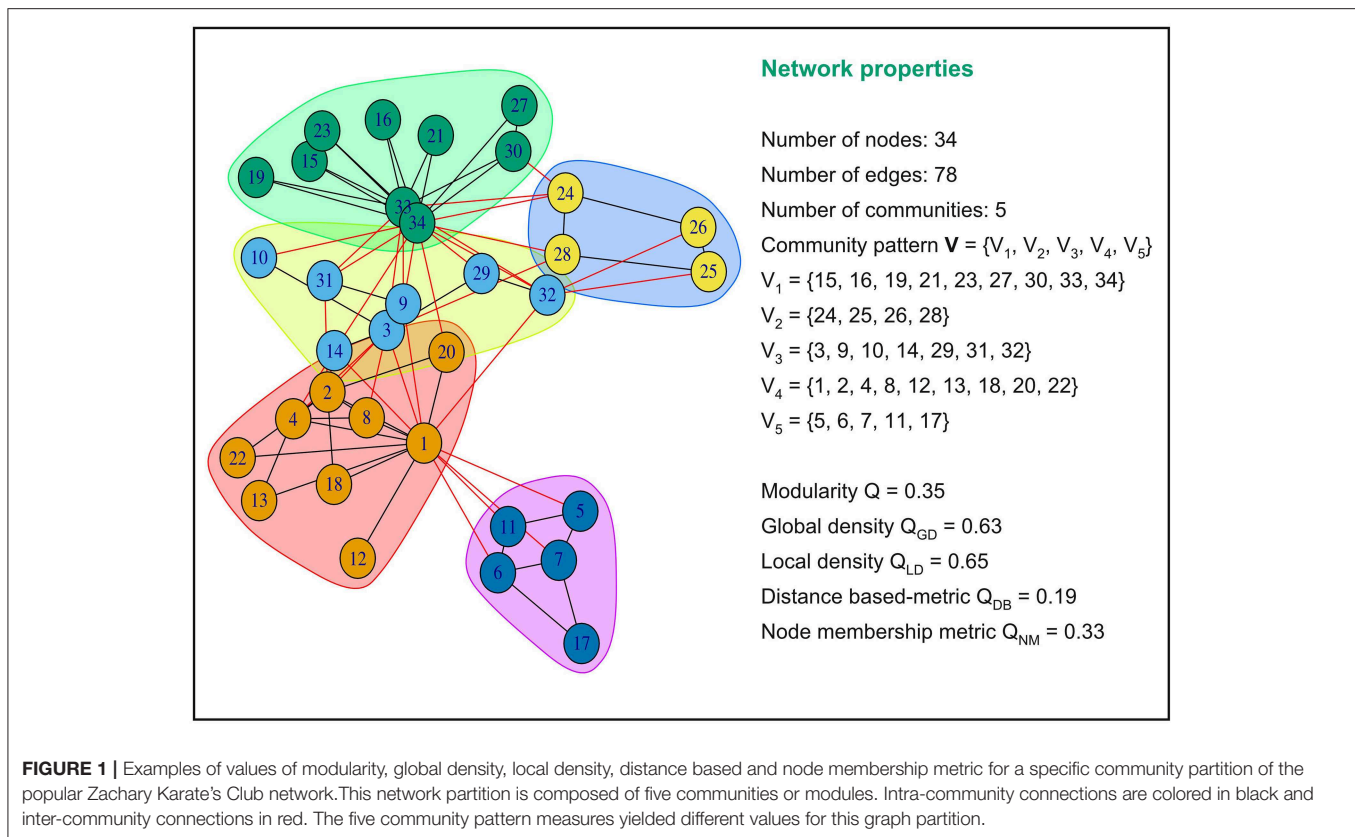 Network properties
Number of nodes: 34
Number of edges: 78
Number of communities: 5
Community pattern V = {V1, V2, V3, V4, V5}
V1 = {15, 16, 19, 21, 23, 27, 30, 33, 34}
V2 = {24, 25, 26, 28}
V3 = {3, 9, 10, 14, 29, 31, 32}
V4 = {1, 2, 4, 8, 12, 13, 18, 20, 22}
V5 = {5, 6, 7, 11, 17}
Modularity Q = 0.35
Global density QGD = 0.63
Local density QLD = 0.65
Distance based-metric QDB = 0.19
Node membership metric QNM = 0.33
27
16
23
21
30
15
19
33
34
24
26
28
25
10
31
29
32
9
3
14
20
2
4
8
1
22
18
13
12
5
11
7
6
17
FIGURE 1 | Examples of values of modularity, global density, local density, distance based and node membership metric for a specific community partition of the
popular Zachary Karate's Club network.This network partition is composed of five communities or modules. Intra-community connections are colored in black and
inter-community connections in red. The five community pattern measures yielded different values for this graph partition.